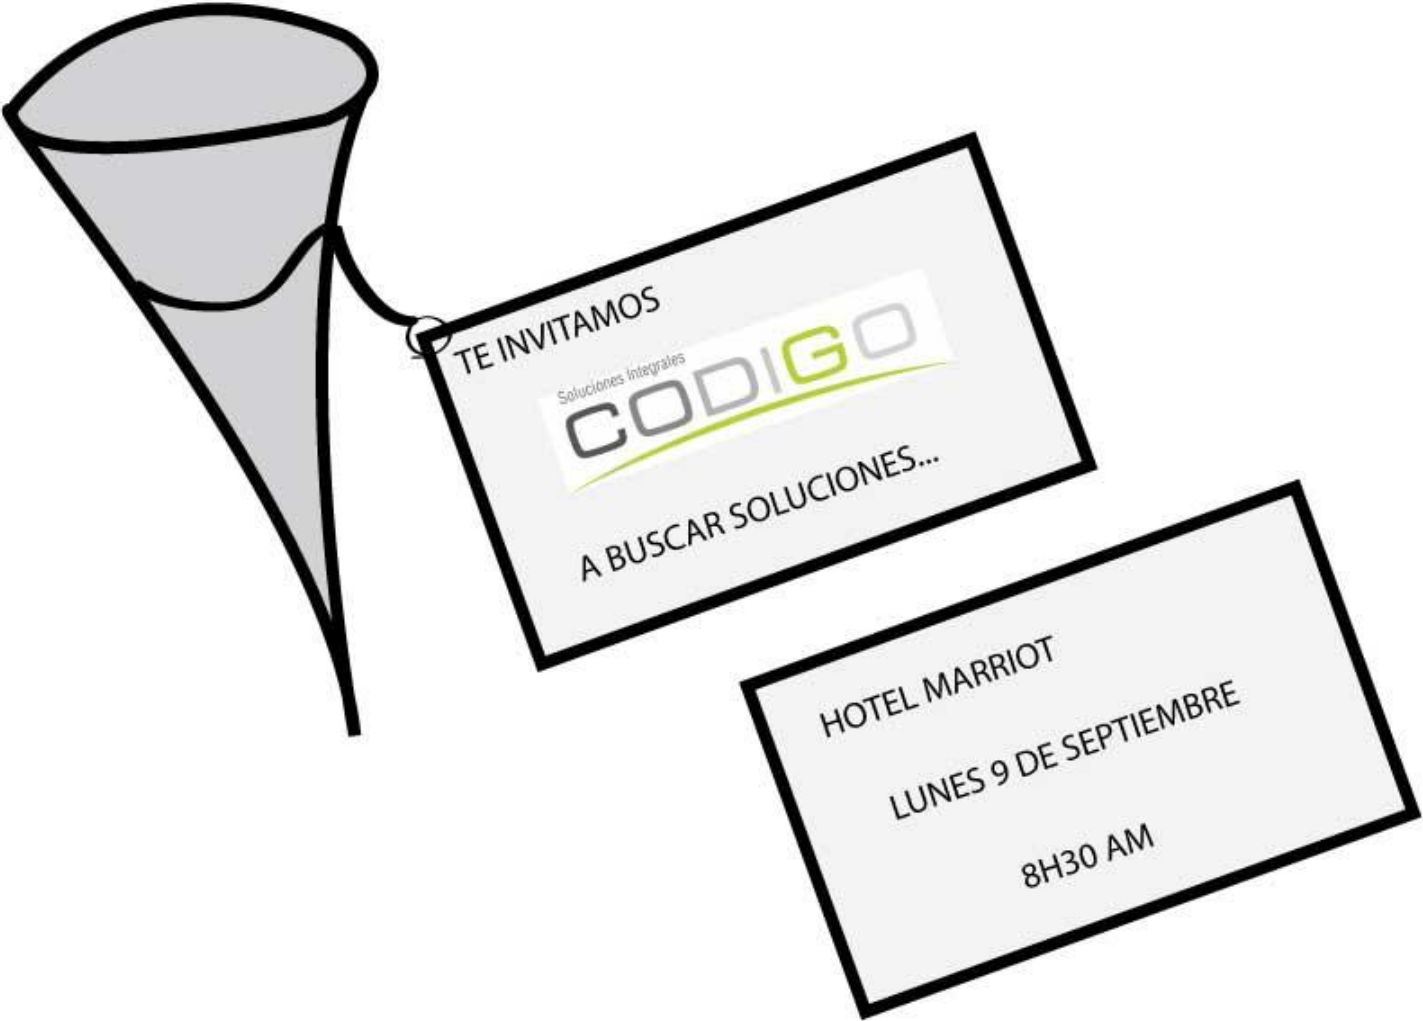 TE INVITAMOS
Soluciones Integrales
CODIGO
A BUSCAR SOLUCIONES...
HOTEL MARRIOT
LUNES 9 DE SEPTIEMBRE
8H30 AM